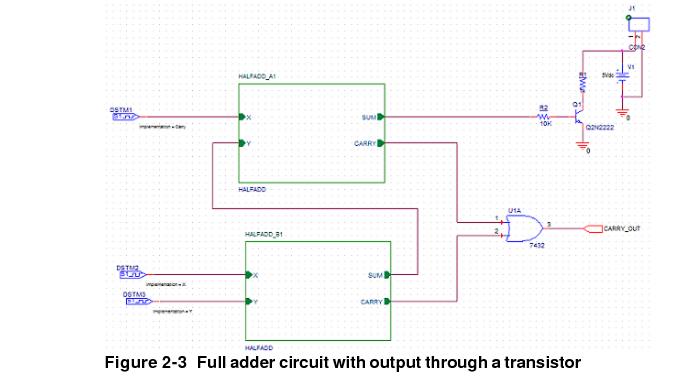 J1
1
2
CON2
HALFADD_A1
R1
5Vdc
V1
DSTM1
S1
X
SUM
R2
Q1
0
Implementation = Carry
10K
Q2N2222
Y
CARRY
0
HALFADD
U1A
1
3
CARRY_OUT
2
HALFADD_B1
7432
DSTM2
S1
X
SUM
Implementation = X
DSTM3
S1
Y
CARRY
Implementation = Y
HALFADD
Figure 2-3 Full adder circuit with output through a transistor